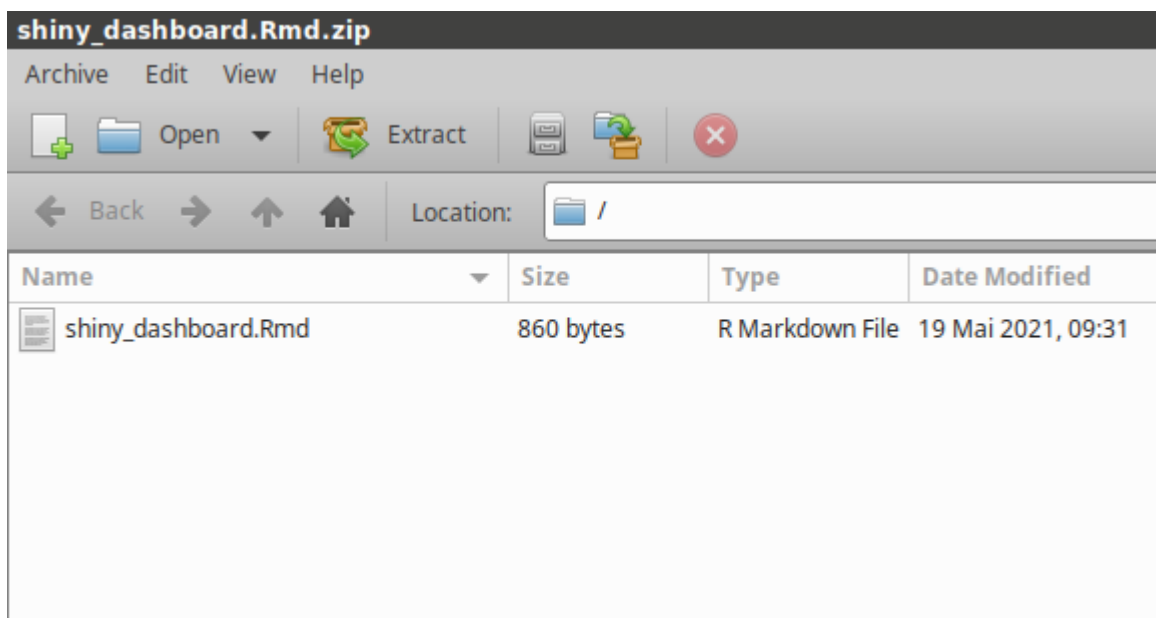 shiny_dashboard.Rmd.zip
Archive Edit View Help
Open Extract
Back Location: /
Name Size Type Date Modified
shiny_dashboard.Rmd 860 bytes R Markdown File 19 Mai 2021, 09:31